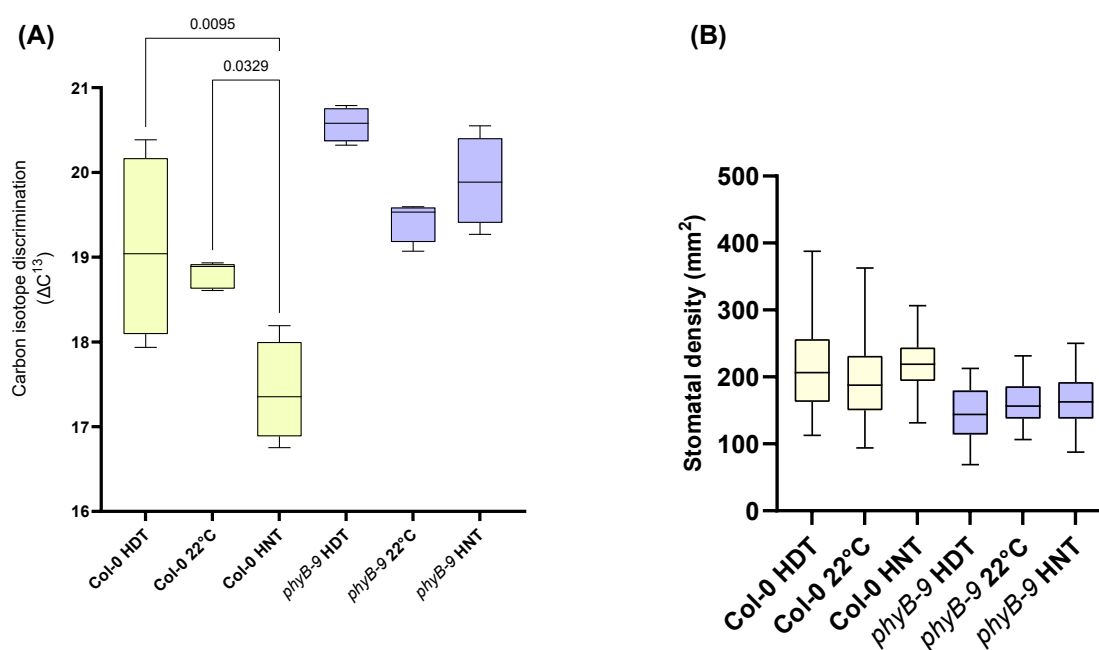 (A)
0.0095
0.0329
Carbon isotope discrimination
(ΔC¹³)
21
20
19
18
17
16
Col-0 HDT
Col-0 22°C
Col-0 HNT
phyB-9 HDT
phyB-9 22°C
phyB-9 HNT
(B)
Stomatal density (mm²)
500
400
300
200
100
0
Col-0 HDT
Col-0 22°C
Col-0 HNT
phyB-9 HDT
phyB-9 22°C
phyB-9 HNT